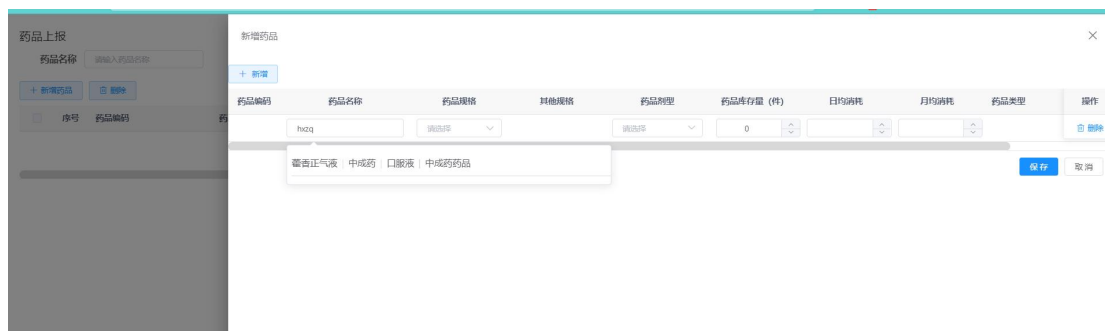 药品上报
药品名称 请输入药品名称
+ 新增药品 删除
序号 药品编码 药
新增药品
+ 新增
药品编码 药品名称 药品规格 其他规格 药品剂型 药品库存量 (件) 日均消耗 月均消耗 药品类型 操作
hxzq 请选择 请选择 0 删除
藿香正气液 | 中成药 | 口服液 | 中成药药品
保存 取消